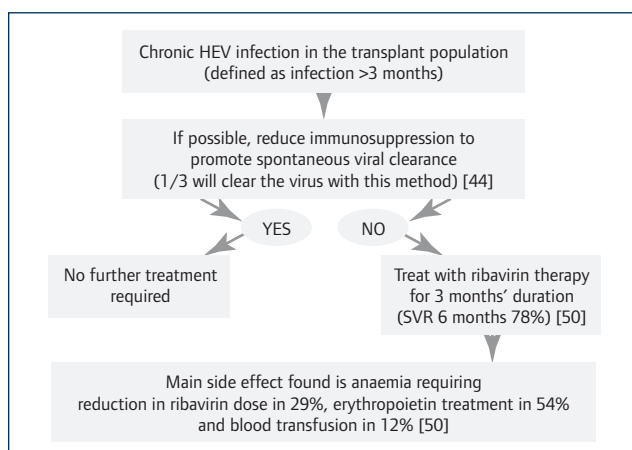 Chronic HEV infection in the transplant population
(defined as infection >3 months)
If possible, reduce immunosuppression to
promote spontaneous viral clearance
(1/3 will clear the virus with this method) [44]
YES
NO
No further treatment
required
Treat with ribavirin therapy
for 3 months′ duration
(SVR 6 months 78%) [50]
Main side effect found is anaemia requiring
reduction in ribavirin dose in 29%, erythropoietin treatment in 54%
and blood transfusion in 12% [50]